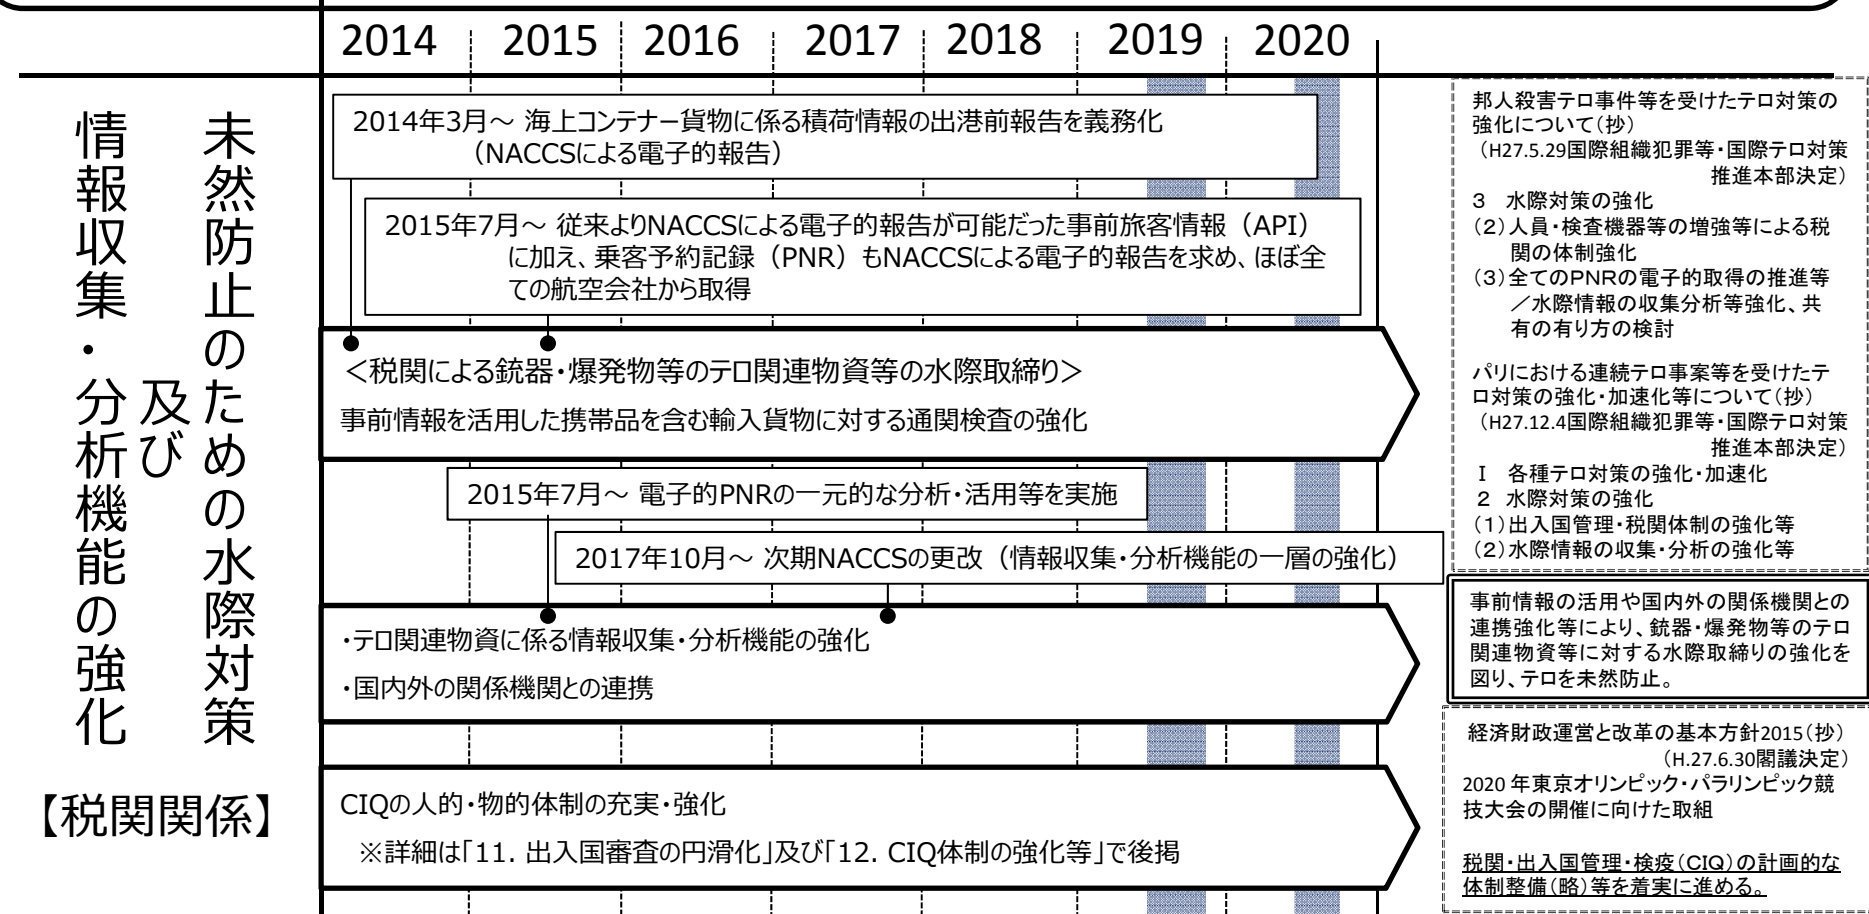 2014 2015 2016 2017 2018 2019 2020
未然防止のための水際対策
及び
情報収集・分析機能の強化
【税関関係】
2014年3月～ 海上コンテナー貨物に係る積荷情報の出港前報告を義務化
（NACCSによる電子的報告）
2015年7月～ 従来よりNACCSによる電子的報告が可能だった事前旅客情報（API）
に加え、乗客予約記録（PNR）もNACCSによる電子的報告を求め、ほぼ全
ての航空会社から取得
＜税関による銃器・爆発物等のテロ関連物資等の水際取締り＞
事前情報を活用した携帯品を含む輸入貨物に対する通関検査の強化
2015年7月～ 電子的PNRの一元的な分析・活用等を実施
2017年10月～ 次期NACCSの更改（情報収集・分析機能の一層の強化）
・テロ関連物資に係る情報収集・分析機能の強化
・国内外の関係機関との連携
CIQの人的・物的体制の充実・強化
※詳細は「11. 出入国審査の円滑化」及び「12. CIQ体制の強化等」で後掲
邦人殺害テロ事件等を受けたテロ対策の
強化について（抄）
（H27.5.29国際組織犯罪等・国際テロ対策
推進本部決定）
３ 水際対策の強化
（２）人員・検査機器等の増強等による税
関の体制強化
（３）全てのＰＮＲの電子的取得の推進等
／水際情報の収集分析等強化、共
有の有り方の検討
パリにおける連続テロ事案等を受けたテ
ロ対策の強化・加速化等について（抄）
（H27.12.4国際組織犯罪等・国際テロ対策
推進本部決定）
Ⅰ 各種テロ対策の強化・加速化
２ 水際対策の強化
（１）出入国管理・税関体制の強化等
（２）水際情報の収集・分析の強化等
事前情報の活用や国内外の関係機関との
連携強化等により、銃器・爆発物等のテロ
関連物資等に対する水際取締りの強化を
図り、テロを未然防止。
経済財政運営と改革の基本方針2015（抄）
（H.27.6.30閣議決定）
2020 年東京オリンピック・パラリンピック競
技大会の開催に向けた取組
税関・出入国管理・検疫（ＣＩＱ）の計画的な
体制整備（略）等を着実に進める。